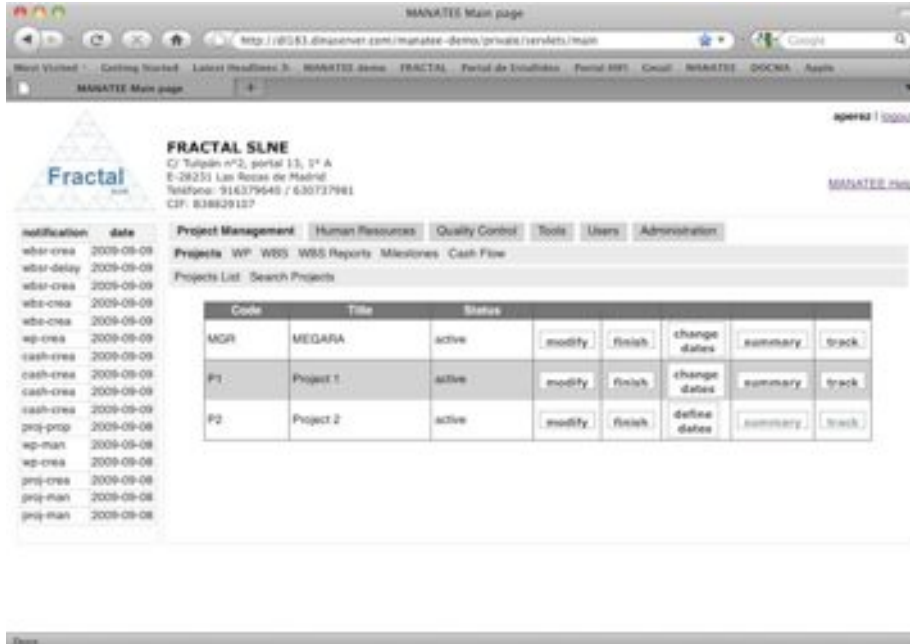 MANATEE Main page
Google
Most Visited Getting Started Latest Headlines MANATEE demo FRACTAL Portal de Gmail MANATEE DOCMA Apple
MANATEE Main page
aperez | logout
Fractal
FRACTAL SLNE
C/ Tulipán nº2, portal 13, 1º A
E-28231 Las Rozas de Madrid
Teléfono: 916379640 / 630737981
MANATEE Help
notification date
Project Management Human Resources Quality Control Tools Users Administration
Projects WP WBS WBS Reports Milestones Cash Flow
Projects List Search Projects
wbsr-crea 2009-09-09
wbsr-delay 2009-09-09
wbsr-crea 2009-09-09
wbs-crea 2009-09-09
wbs-crea 2009-09-09
wp-crea 2009-09-09
cash-crea 2009-09-09
cash-crea 2009-09-09
cash-crea 2009-09-09
cash-crea 2009-09-09
proj-prop 2009-09-08
wp-man 2009-09-08
wp-crea 2009-09-08
proj-crea 2009-09-08
proj-man 2009-09-08
proj-man 2009-09-08
Code Title Status
MGR MEGARA active modify finish change dates summary track
P1 Project 1 active modify finish change dates summary track
P2 Project 2 active modify finish define dates summary track
Done